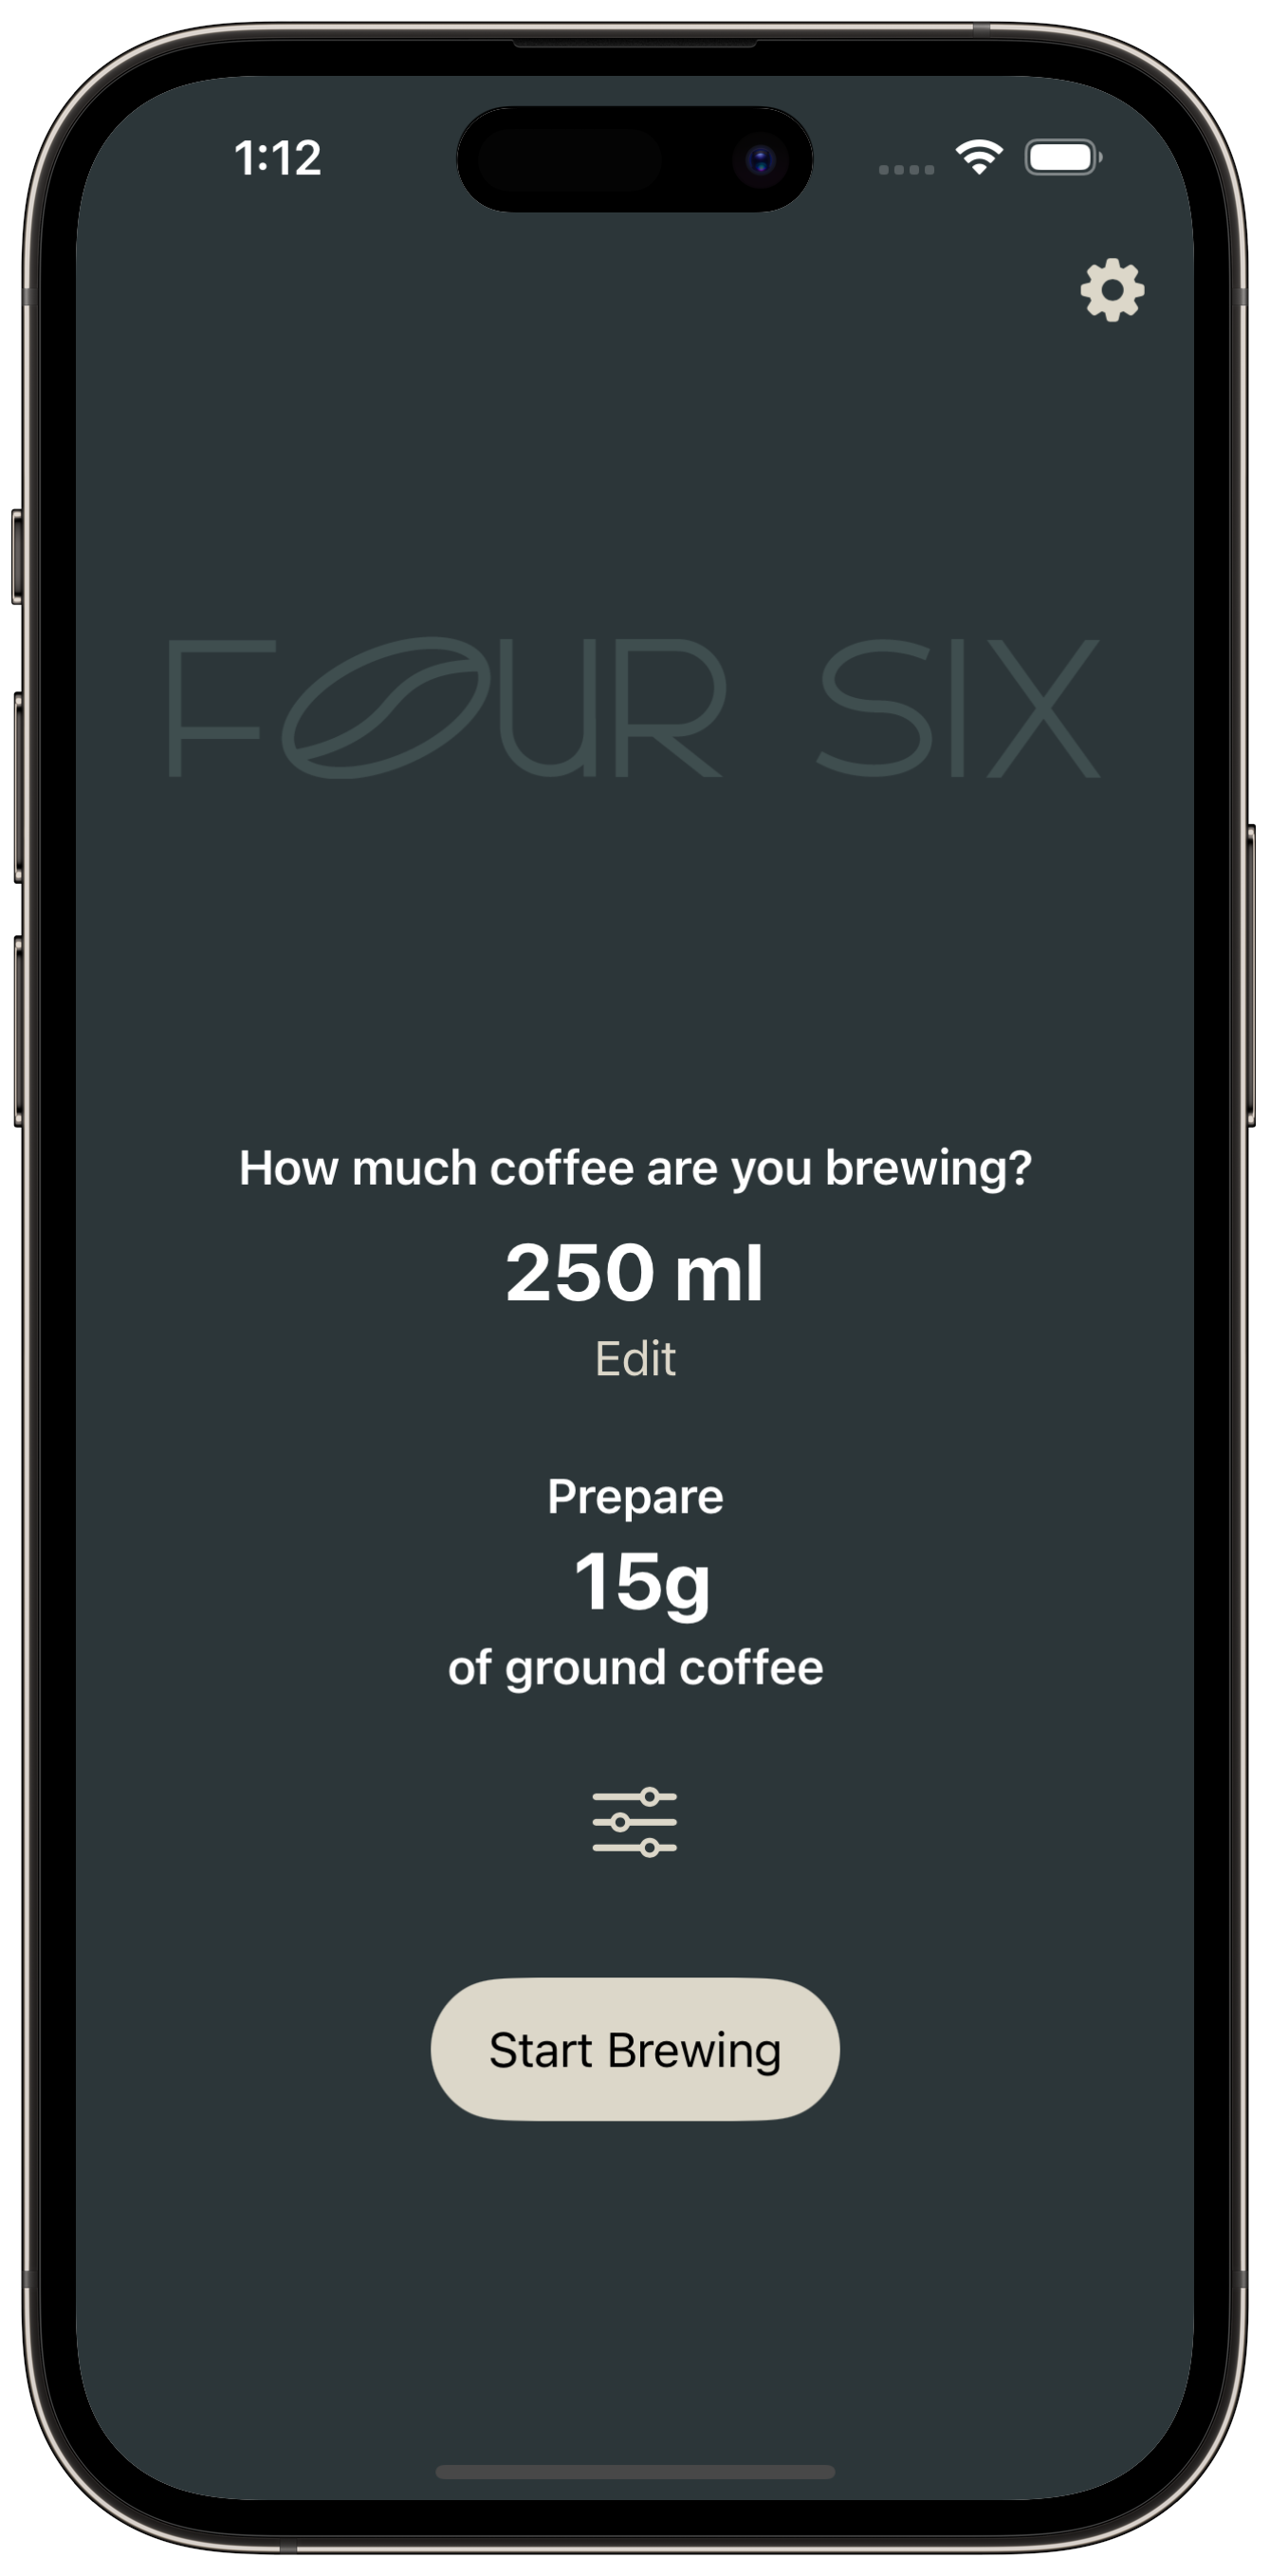 1:12
FOUR SIX
How much coffee are you brewing?
250 ml
Edit
Prepare
15g
of ground coffee
Start Brewing